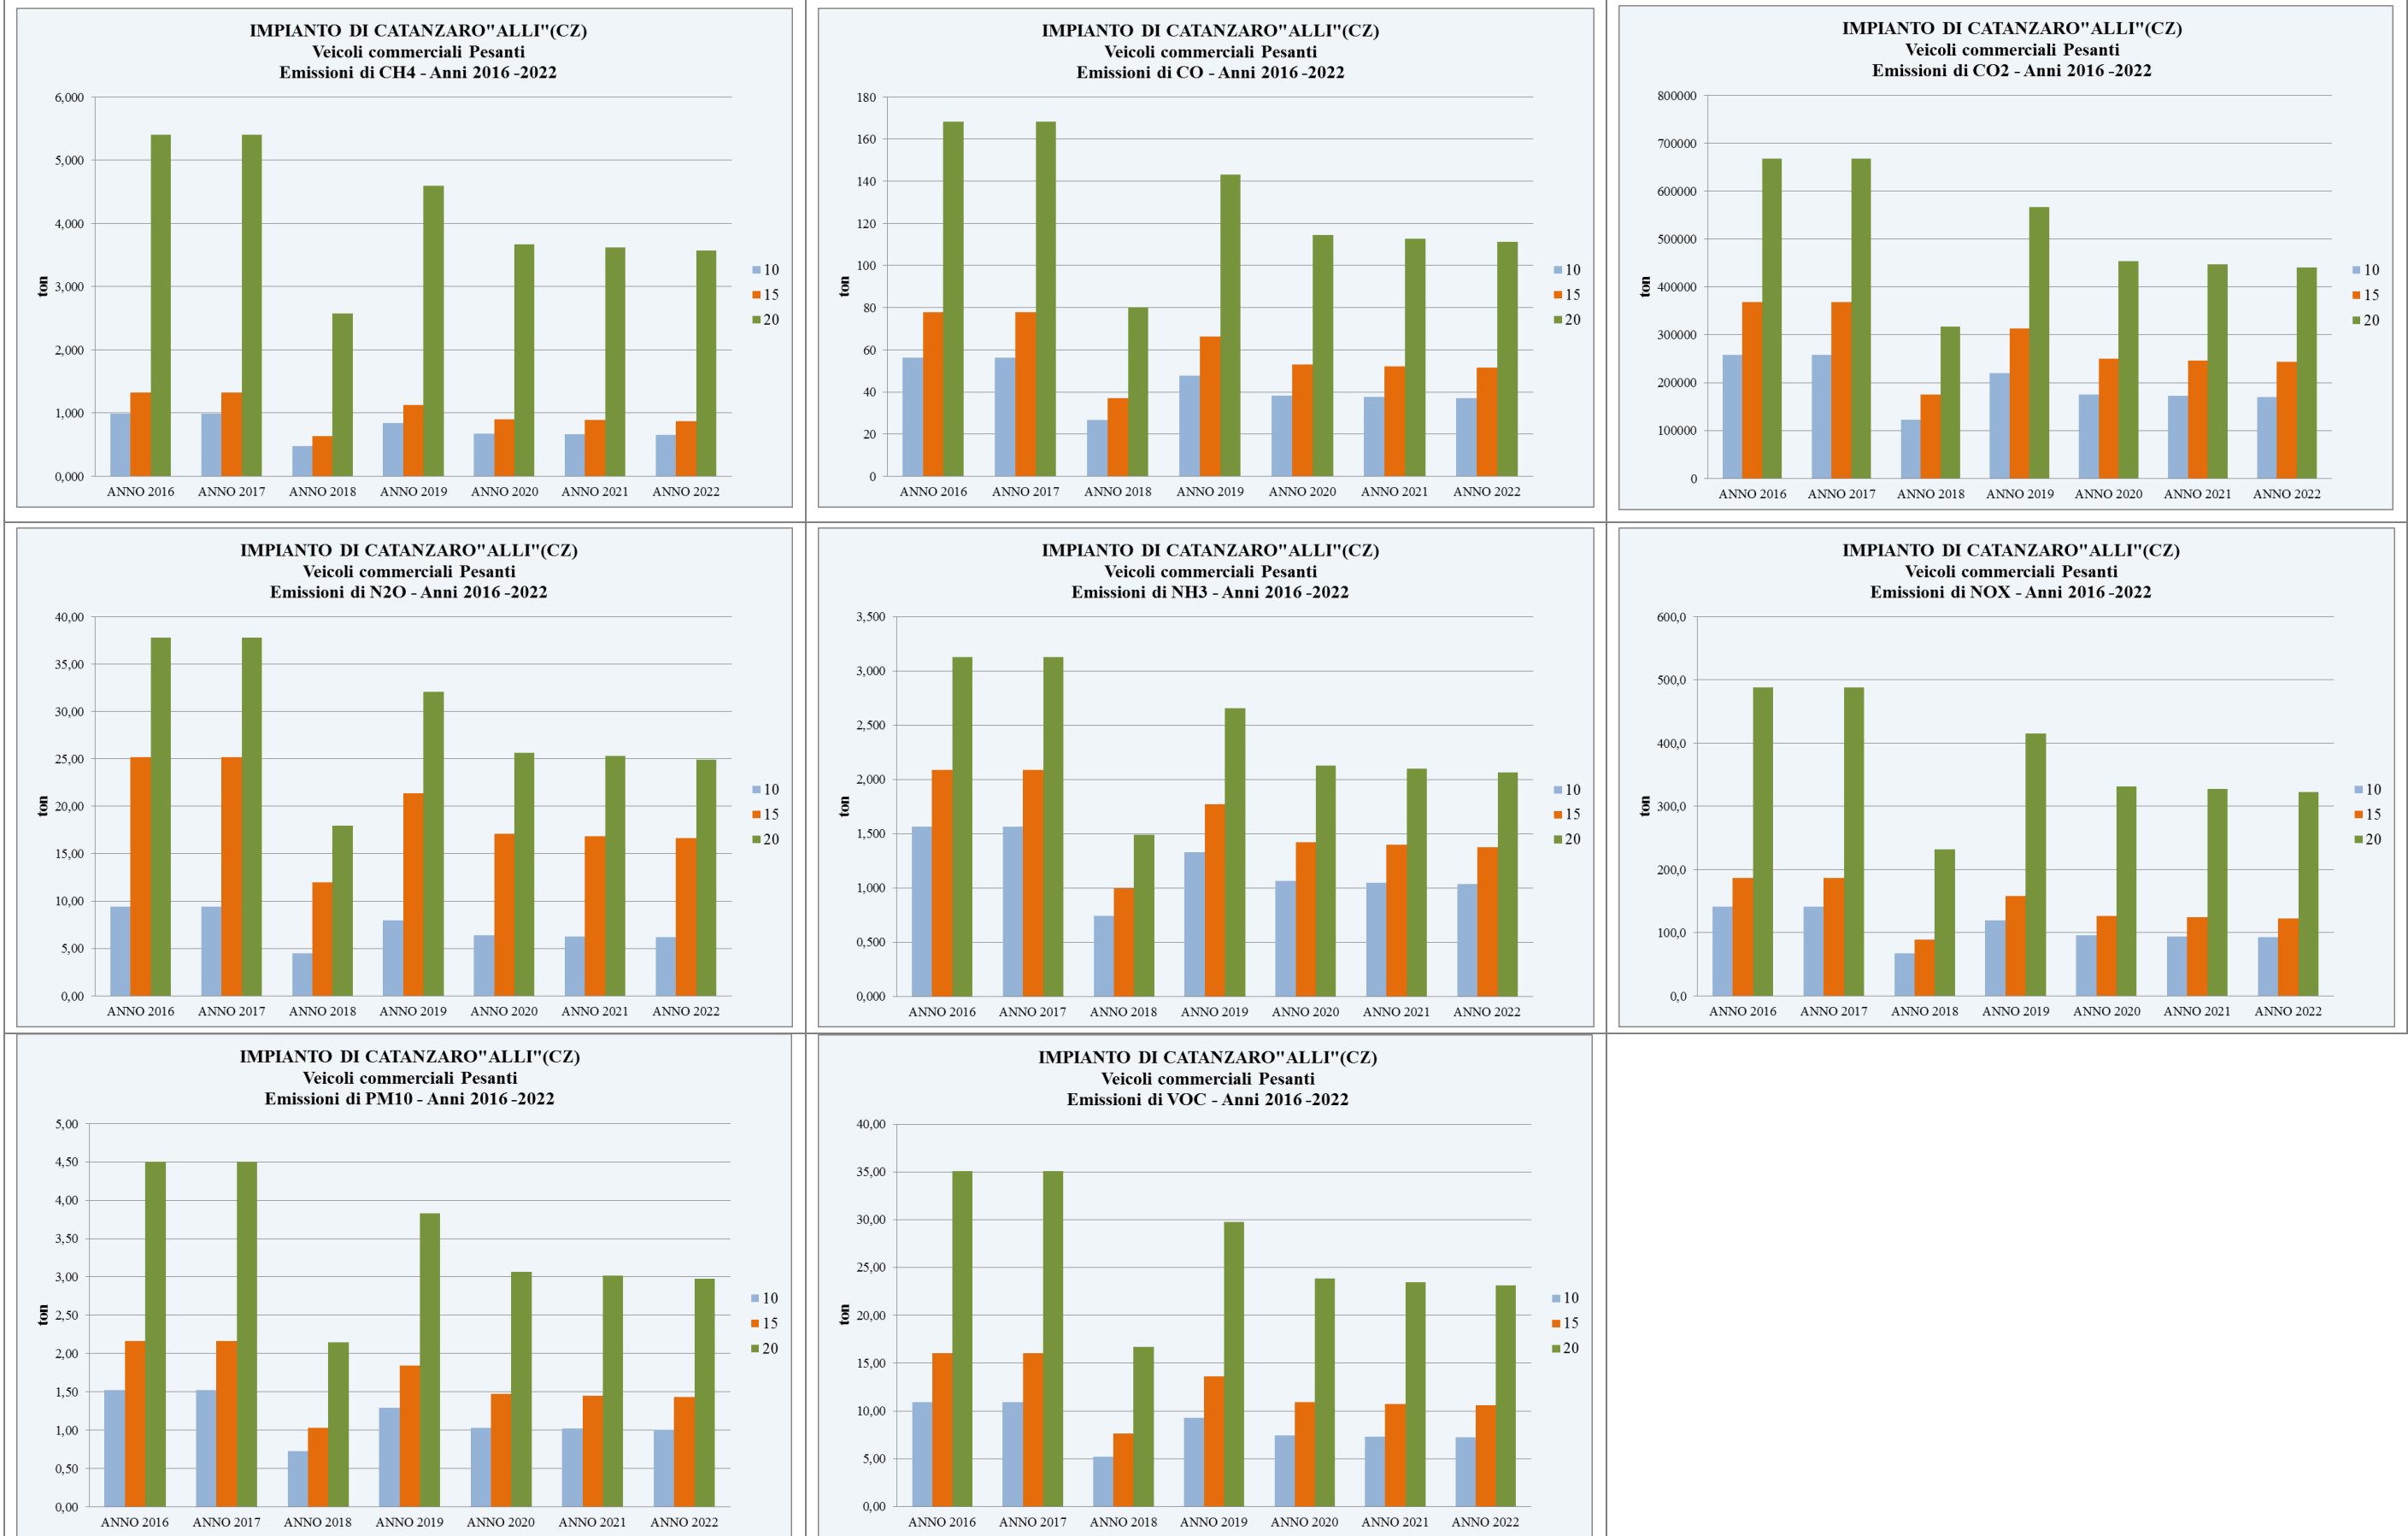 IMPIANTO DI CATANZARO"ALLI"(CZ)
Veicoli commerciali Pesanti
Emissioni di CH4 - Anni 2016 -2022
6,000
5,000
4,000
3,000
2,000
1,000
0,000
ton
ANNO 2016 ANNO 2017 ANNO 2018 ANNO 2019 ANNO 2020 ANNO 2021 ANNO 2022
10
15
20
IMPIANTO DI CATANZARO"ALLI"(CZ)
Veicoli commerciali Pesanti
Emissioni di CO - Anni 2016 -2022
180
160
140
120
100
80
60
40
20
0
ton
ANNO 2016 ANNO 2017 ANNO 2018 ANNO 2019 ANNO 2020 ANNO 2021 ANNO 2022
10
15
20
IMPIANTO DI CATANZARO"ALLI"(CZ)
Veicoli commerciali Pesanti
Emissioni di CO2 - Anni 2016 -2022
800000
700000
600000
500000
400000
300000
200000
100000
0
ton
ANNO 2016 ANNO 2017 ANNO 2018 ANNO 2019 ANNO 2020 ANNO 2021 ANNO 2022
10
15
20
IMPIANTO DI CATANZARO"ALLI"(CZ)
Veicoli commerciali Pesanti
Emissioni di N2O - Anni 2016 -2022
40,00
35,00
30,00
25,00
20,00
15,00
10,00
5,00
0,00
ton
ANNO 2016 ANNO 2017 ANNO 2018 ANNO 2019 ANNO 2020 ANNO 2021 ANNO 2022
10
15
20
IMPIANTO DI CATANZARO"ALLI"(CZ)
Veicoli commerciali Pesanti
Emissioni di NH3 - Anni 2016 -2022
3,500
3,000
2,500
2,000
1,500
1,000
0,500
0,000
ton
ANNO 2016 ANNO 2017 ANNO 2018 ANNO 2019 ANNO 2020 ANNO 2021 ANNO 2022
10
15
20
IMPIANTO DI CATANZARO"ALLI"(CZ)
Veicoli commerciali Pesanti
Emissioni di NOX - Anni 2016 -2022
600,0
500,0
400,0
300,0
200,0
100,0
0,0
ton
ANNO 2016 ANNO 2017 ANNO 2018 ANNO 2019 ANNO 2020 ANNO 2021 ANNO 2022
10
15
20
IMPIANTO DI CATANZARO"ALLI"(CZ)
Veicoli commerciali Pesanti
Emissioni di PM10 - Anni 2016 -2022
5,00
4,50
4,00
3,50
3,00
2,50
2,00
1,50
1,00
0,50
0,00
ton
ANNO 2016 ANNO 2017 ANNO 2018 ANNO 2019 ANNO 2020 ANNO 2021 ANNO 2022
10
15
20
IMPIANTO DI CATANZARO"ALLI"(CZ)
Veicoli commerciali Pesanti
Emissioni di VOC - Anni 2016 -2022
40,00
35,00
30,00
25,00
20,00
15,00
10,00
5,00
0,00
ton
ANNO 2016 ANNO 2017 ANNO 2018 ANNO 2019 ANNO 2020 ANNO 2021 ANNO 2022
10
15
20